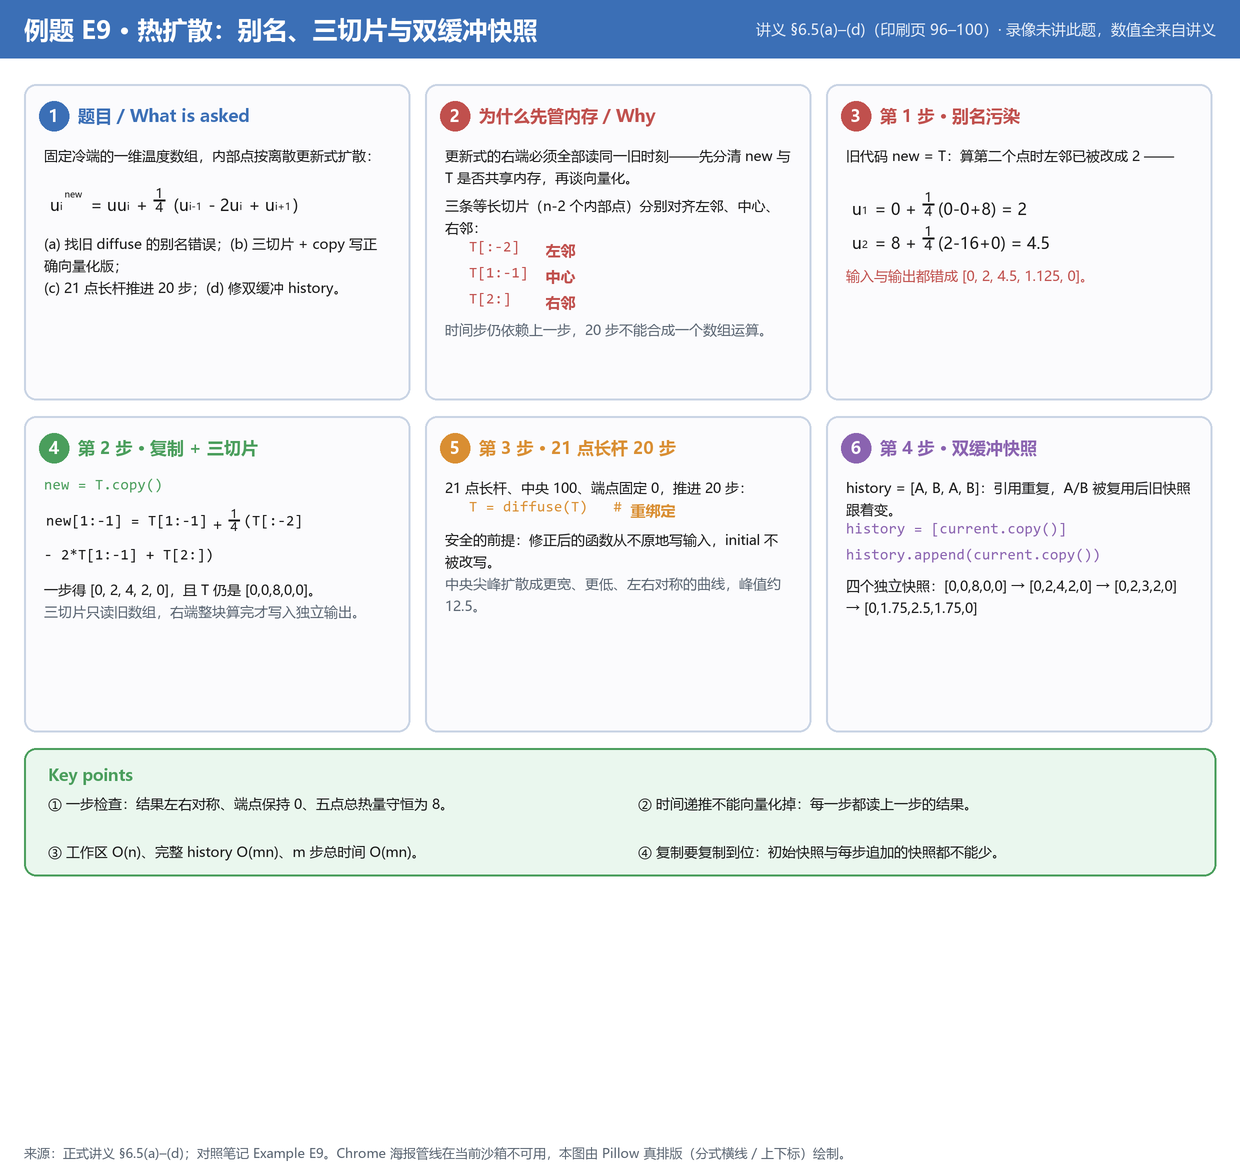 例题 E9 • 热扩散：别名、三切片与双缓冲快照
讲义 §6.5(a)–(d)（印刷页 96–100）· 录像未讲此题，数值全来自讲义
1 题目 / What is asked
固定冷端的一维温度数组，内部点按离散更新式扩散：
uᵢ^new = uuᵢ + 1/4 (uᵢ₋₁ - 2uᵢ + uᵢ₊₁)
(a) 找旧 diffuse 的别名错误；(b) 三切片 + copy 写正
确向量化版；
(c) 21 点长杆推进 20 步；(d) 修双缓冲 history。
2 为什么先管内存 / Why
更新式的右端必须全部读同一旧时刻——先分清 new 与
T 是否共享内存，再谈向量化。
三条等长切片（n-2 个内部点）分别对齐左邻、中心、
右邻：
T[:-2] 左邻
T[1:-1] 中心
T[2:] 右邻
时间步仍依赖上一步，20 步不能合成一个数组运算。
3 第 1 步 • 别名污染
旧代码 new = T：算第二个点时左邻已被改成 2 ——
u₁ = 0 + 1/4 (0-0+8) = 2
u₂ = 8 + 1/4 (2-16+0) = 4.5
输入与输出都错成 [0, 2, 4.5, 1.125, 0]。
4 第 2 步 • 复制 + 三切片
new = T.copy()
new[1:-1] = T[1:-1] + 1/4 (T[:-2]
- 2*T[1:-1] + T[2:])
一步得 [0, 2, 4, 2, 0]，且 T 仍是 [0,0,8,0,0]。
三切片只读旧数组，右端整块算完才写入独立输出。
5 第 3 步 • 21 点长杆 20 步
21 点长杆、中央 100、端点固定 0，推进 20 步：
T = diffuse(T) # 重绑定
安全的前提：修正后的函数从不原地写输入，initial 不
被改写。
中央尖峰扩散成更宽、更低、左右对称的曲线，峰值约
12.5。
6 第 4 步 • 双缓冲快照
history = [A, B, A, B]：引用重复，A/B 被复用后旧快照
跟着变。
history = [current.copy()]
history.append(current.copy())
四个独立快照：[0,0,8,0,0] → [0,2,4,2,0] → [0,2,3,2,0]
→ [0,1.75,2.5,1.75,0]
Key points
① 一步检查：结果左右对称、端点保持 0、五点总热量守恒为 8。
② 时间递推不能向量化掉：每一步都读上一步的结果。
③ 工作区 O(n)、完整 history O(mn)、m 步总时间 O(mn)。
④ 复制要复制到位：初始快照与每步追加的快照都不能少。
来源：正式讲义 §6.5(a)–(d)；对照笔记 Example E9。Chrome 海报管线在当前沙箱不可用，本图由 Pillow 真排版（分式横线 / 上下标）绘制。